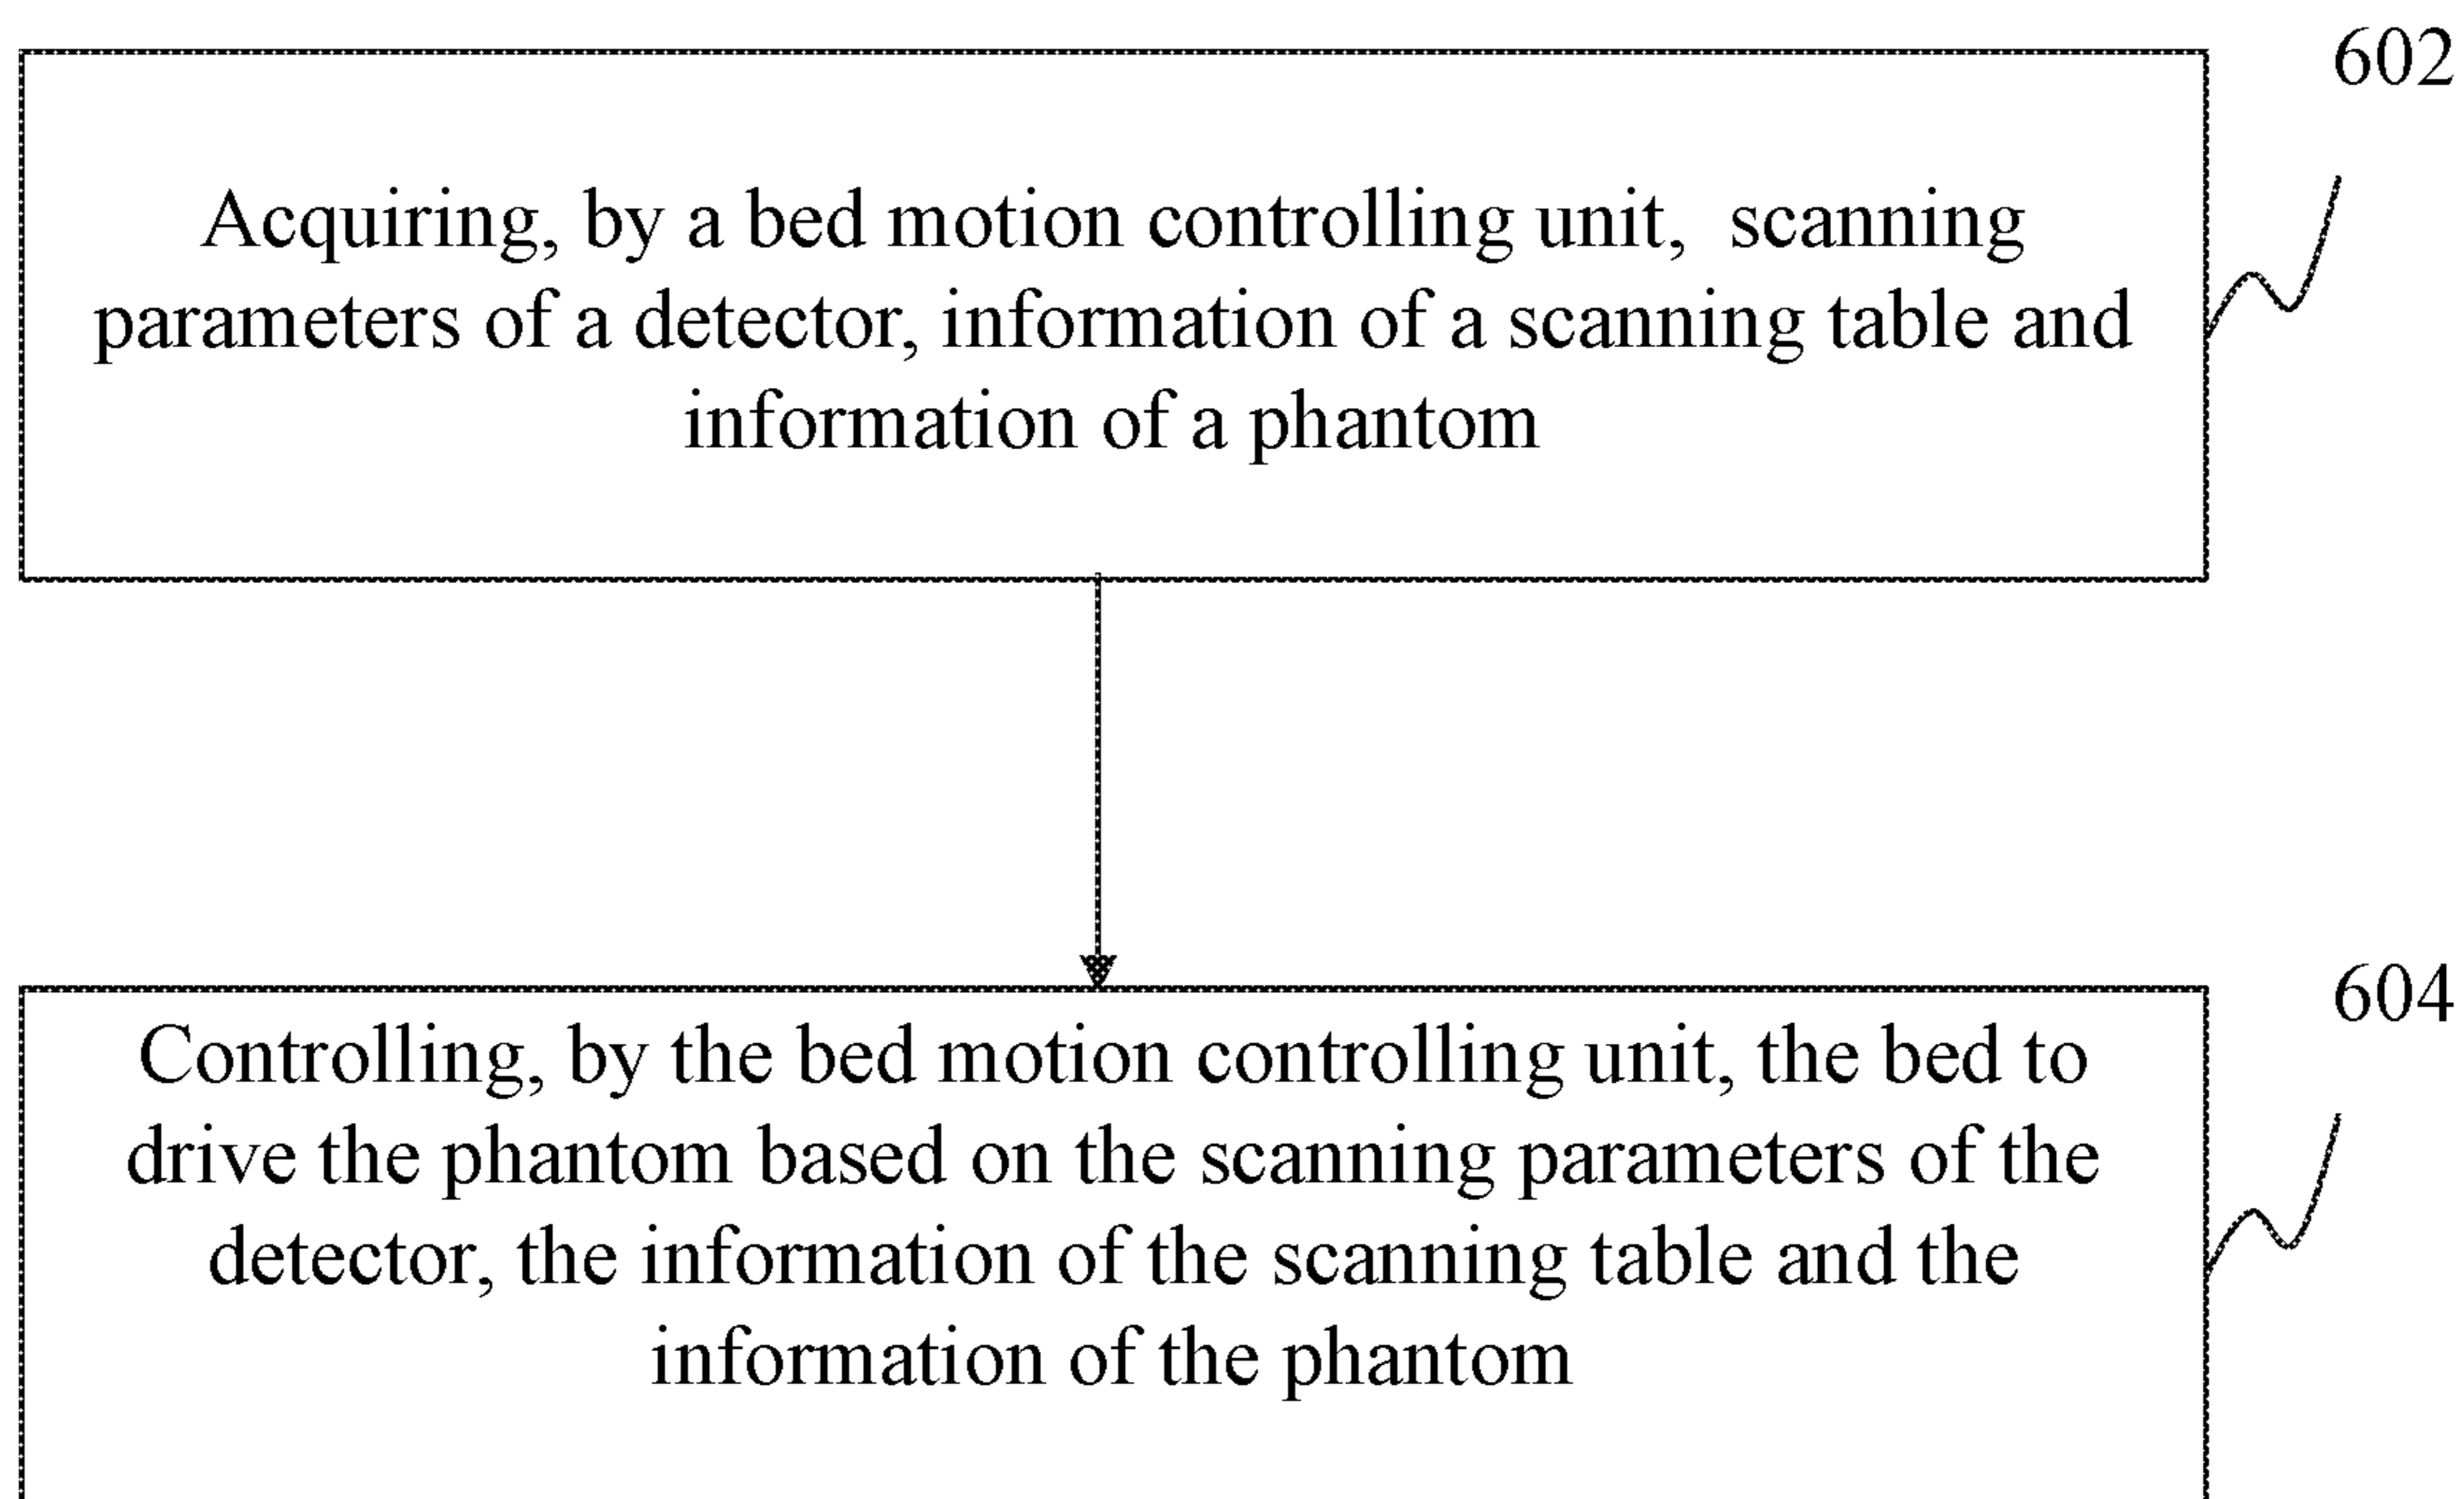 602
Acquiring, by a bed motion controlling unit, scanning
parameters of a detector, information of a scanning table and
information of a phantom
604
Controlling, by the bed motion controlling unit, the bed to
drive the phantom based on the scanning parameters of the
detector, the information of the scanning table and the
information of the phantom